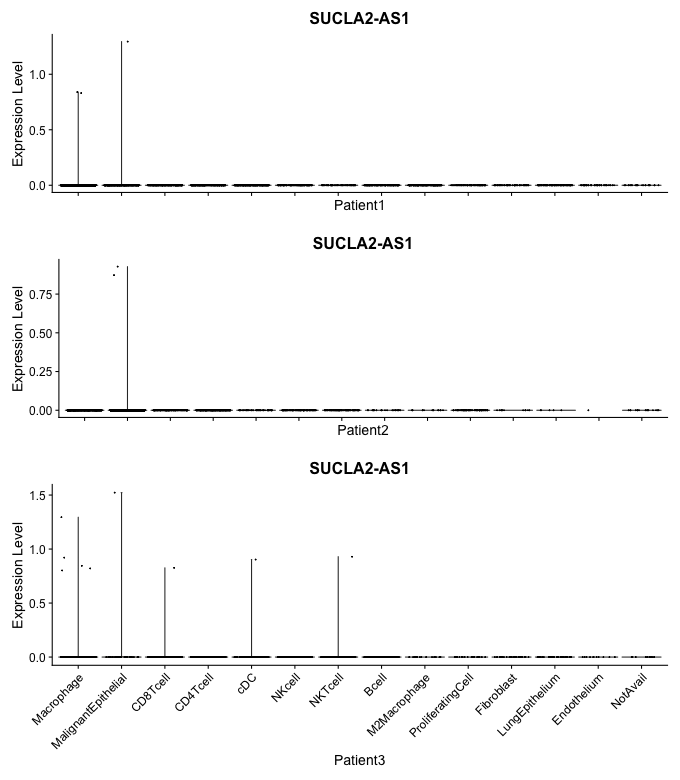 SUCLA2-AS1
Expression Level
1.0
0.5
0.0
Patient1
SUCLA2-AS1
Expression Level
0.75
0.50
0.25
0.00
Patient2
SUCLA2-AS1
Expression Level
1.5
1.0
0.5
0.0
Macrophage
MalignantEpithelial
CD8Tcell
CD4Tcell
cDC
NKcell
NKTcell
Bcell
M2Macrophage
ProliferatingCell
Fibroblast
LungEpithelium
Endothelium
NotAvail
Patient3